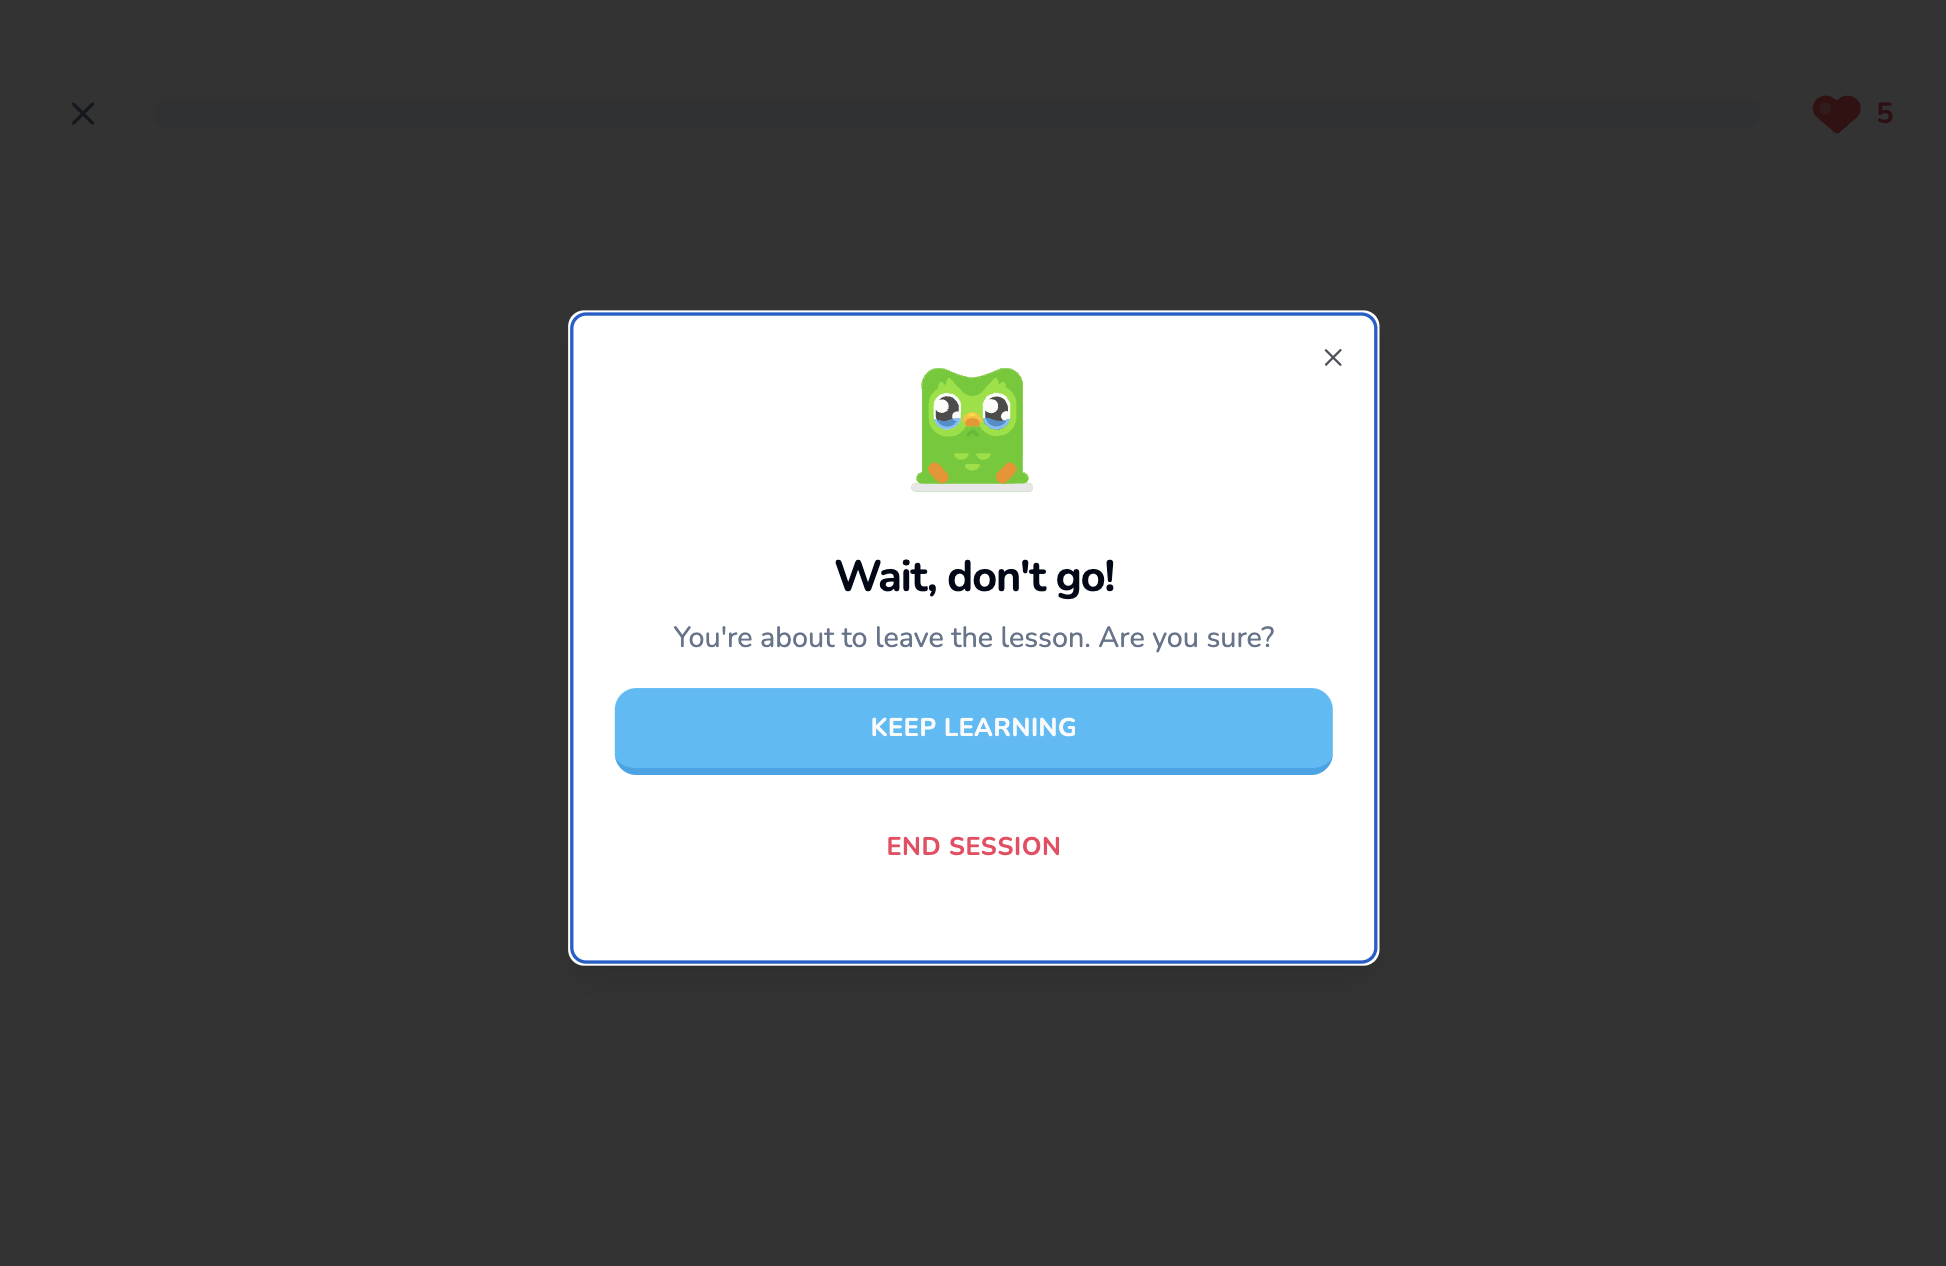 5
Wait, don't go!
You're about to leave the lesson. Are you sure?
KEEP LEARNING
END SESSION